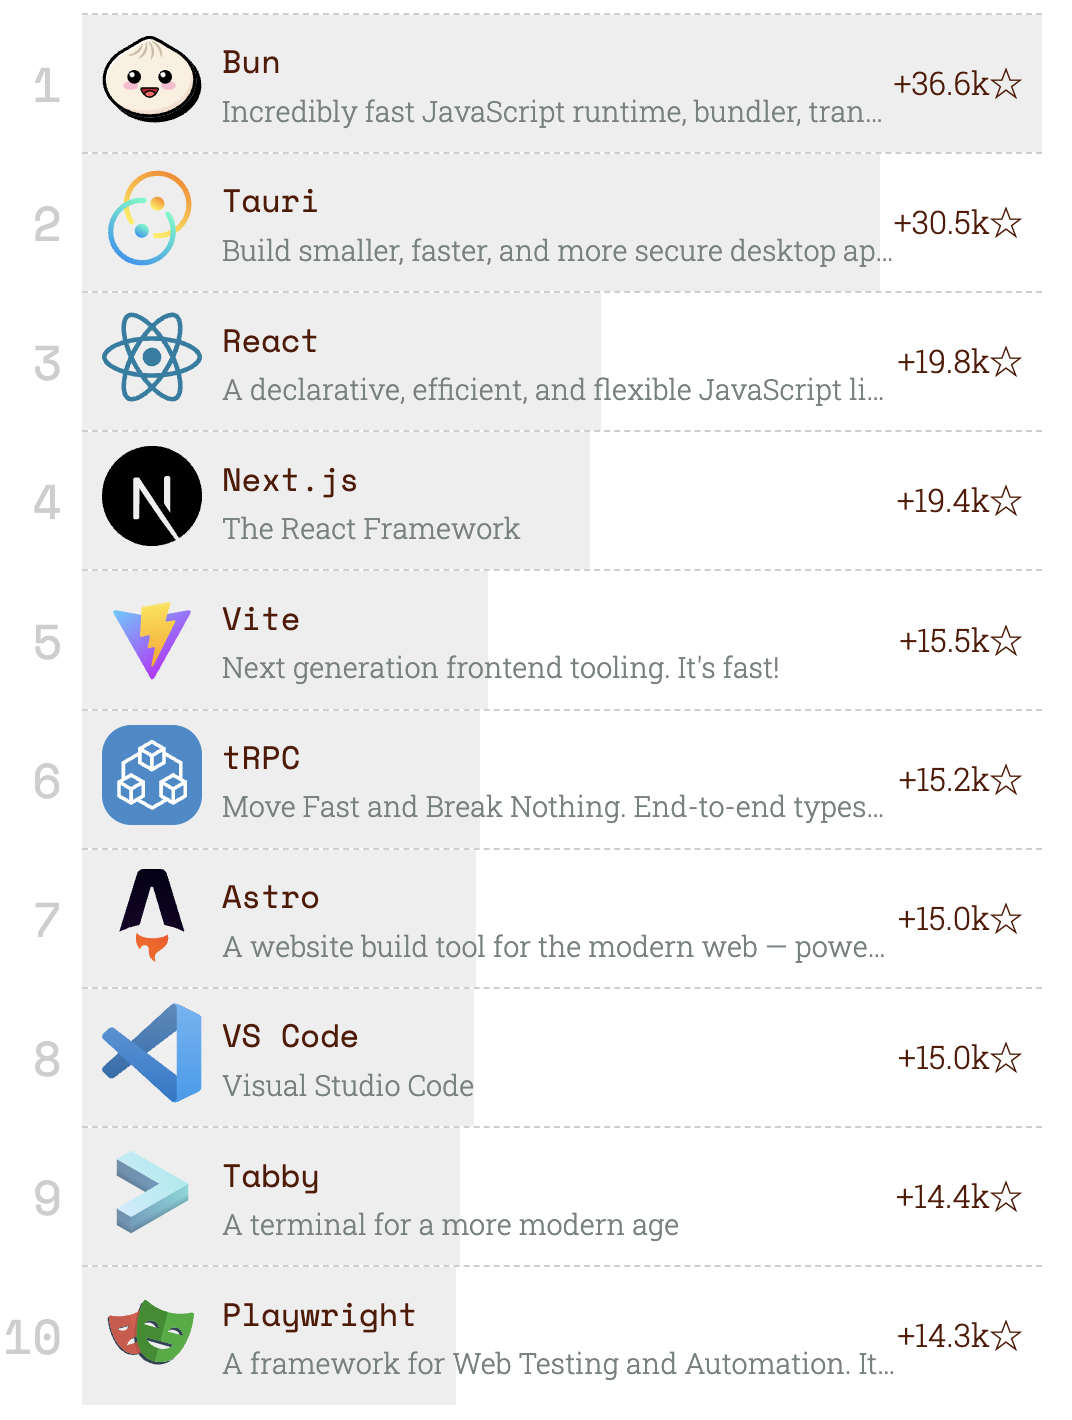 1
Bun
Incredibly fast JavaScript runtime, bundler, tran…
+36.6k☆
2
Tauri
Build smaller, faster, and more secure desktop ap…
+30.5k☆
3
React
A declarative, efficient, and flexible JavaScript li…
+19.8k☆
4
Next.js
The React Framework
+19.4k☆
5
Vite
Next generation frontend tooling. It's fast!
+15.5k☆
6
tRPC
Move Fast and Break Nothing. End-to-end types…
+15.2k☆
7
Astro
A website build tool for the modern web — powe…
+15.0k☆
8
VS Code
Visual Studio Code
+15.0k☆
9
Tabby
A terminal for a more modern age
+14.4k☆
10
Playwright
A framework for Web Testing and Automation. It…
+14.3k☆